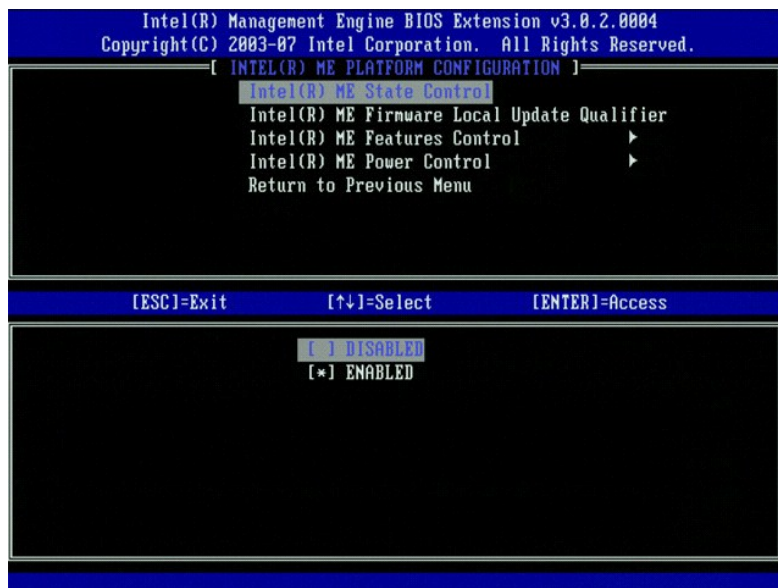 Intel(R) Management Engine BIOS Extension v3.0.2.0004
Copyright(C) 2003-07 Intel Corporation. All Rights Reserved.
[ INTEL(R) ME PLATFORM CONFIGURATION ]
Intel(R) ME State Control
Intel(R) ME Firmware Local Update Qualifier
Intel(R) ME Features Control ►
Intel(R) ME Power Control ►
Return to Previous Menu
[ESC]=Exit [↑↓]=Select [ENTER]=Access
[ ] DISABLED
[*] ENABLED